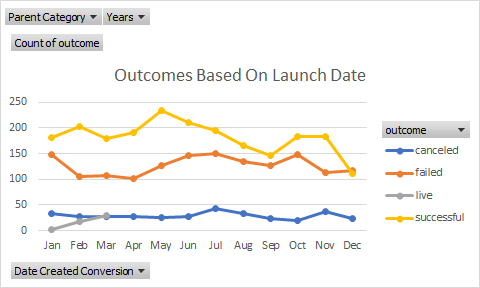 Parent Category Years
Count of outcome
Outcomes Based On Launch Date
250
200
150
100
50
0
Jan Feb Mar Apr May Jun Jul Aug Sep Oct Nov Dec
outcome
canceled
failed
live
successful
Date Created Conversion